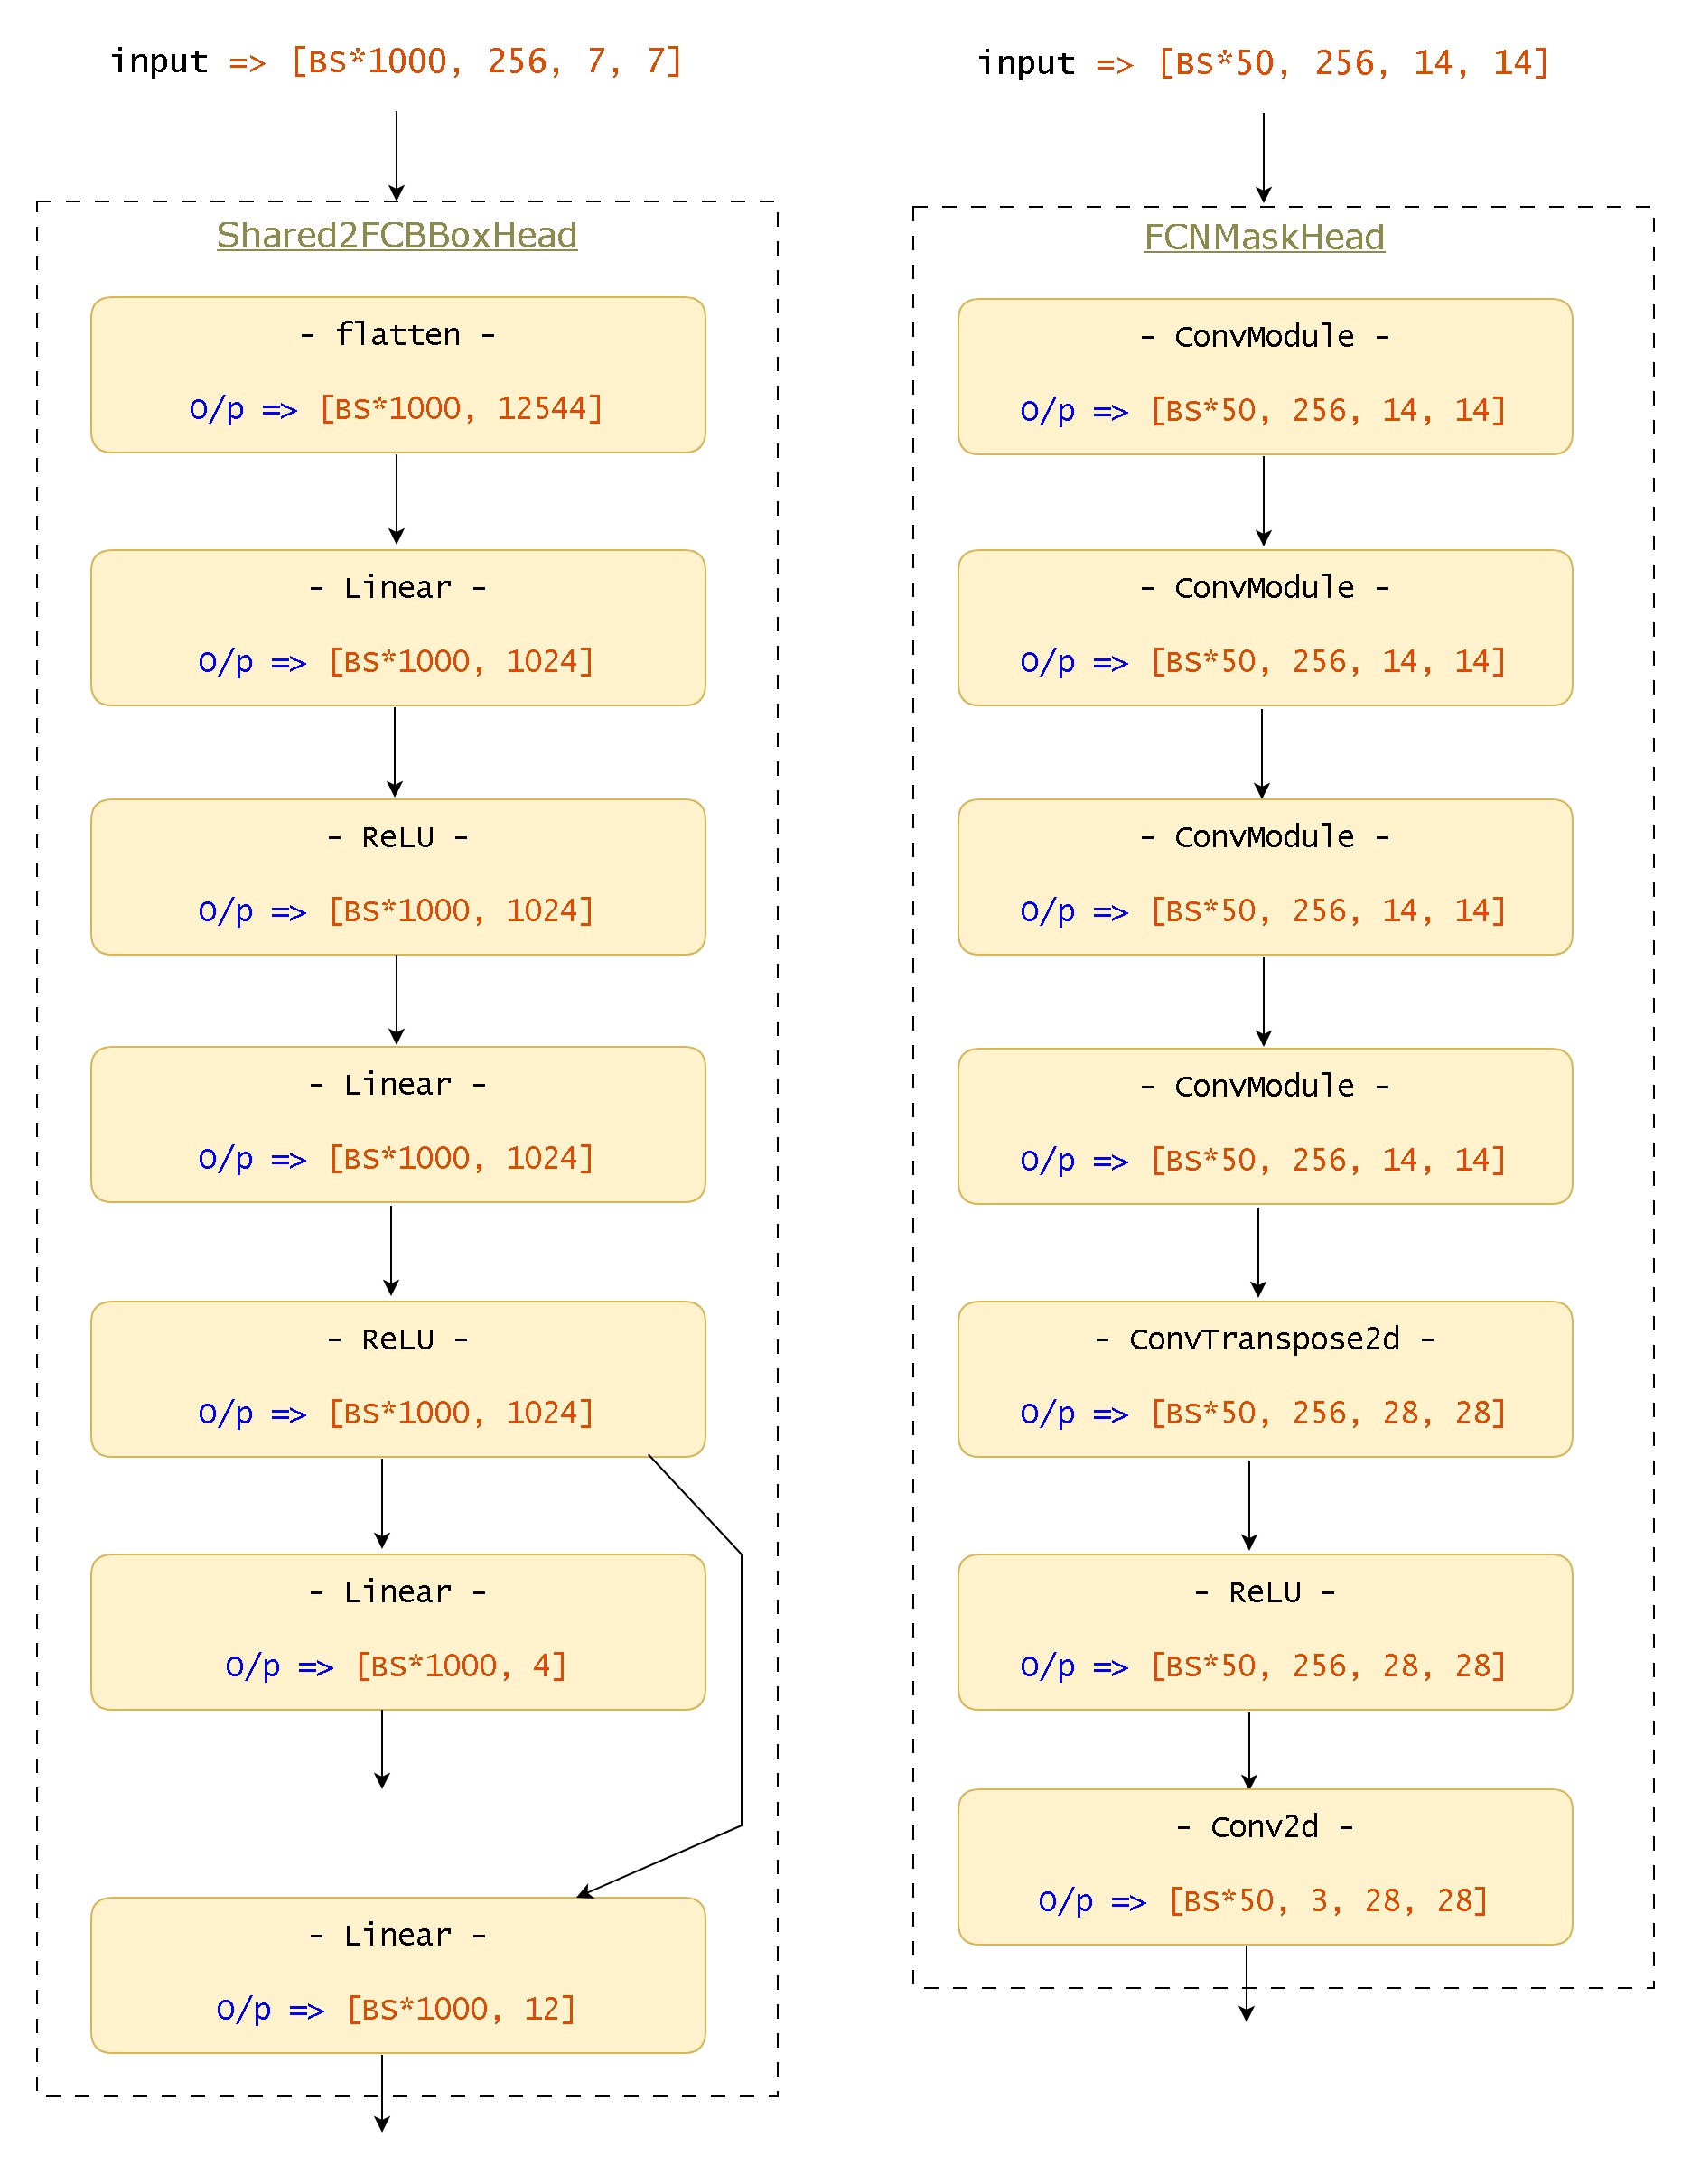 input => [BS*1000, 256, 7, 7]
Shared2FCBBoxHead
- flatten -
O/p => [BS*1000, 12544]
- Linear -
O/p => [BS*1000, 1024]
- ReLU -
O/p => [BS*1000, 1024]
- Linear -
O/p => [BS*1000, 1024]
- ReLU -
O/p => [BS*1000, 1024]
- Linear -
O/p => [BS*1000, 4]
- Linear -
O/p => [BS*1000, 12]
input => [BS*50, 256, 14, 14]
FCNMaskHead
- ConvModule -
O/p => [BS*50, 256, 14, 14]
- ConvModule -
O/p => [BS*50, 256, 14, 14]
- ConvModule -
O/p => [BS*50, 256, 14, 14]
- ConvModule -
O/p => [BS*50, 256, 14, 14]
- ConvTranspose2d -
O/p => [BS*50, 256, 28, 28]
- ReLU -
O/p => [BS*50, 256, 28, 28]
- Conv2d -
O/p => [BS*50, 3, 28, 28]